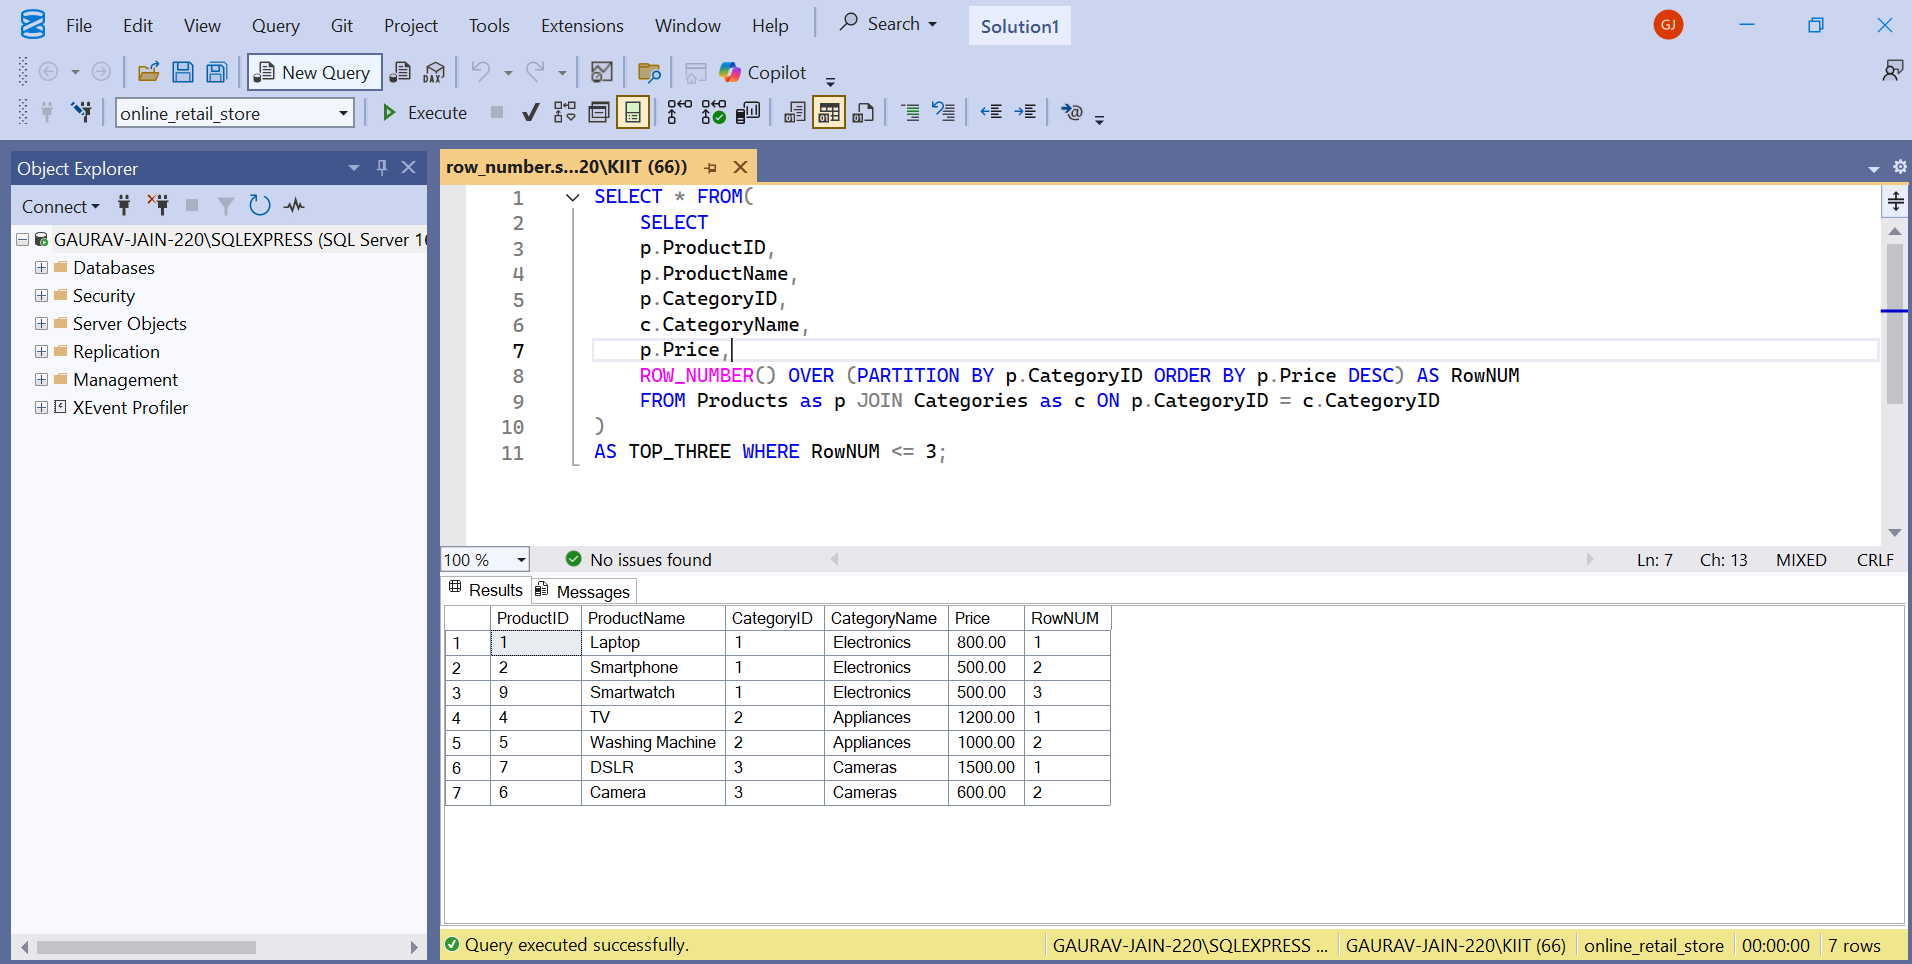 File Edit View Query Git Project Tools Extensions Window Help Search Solution1 GJ
New Query DAX Copilot
online_retail_store Execute
Object Explorer
Connect
GAURAV-JAIN-220\SQLEXPRESS (SQL Server 16
Databases
Security
Server Objects
Replication
Management
XEvent Profiler
row_number.s...20\KIIT (66))
1 SELECT * FROM(
2 SELECT
3 p.ProductID,
4 p.ProductName,
5 p.CategoryID,
6 c.CategoryName,
7 p.Price,
8 ROW_NUMBER() OVER (PARTITION BY p.CategoryID ORDER BY p.Price DESC) AS RowNUM
9 FROM Products as p JOIN Categories as c ON p.CategoryID = c.CategoryID
10 )
11 AS TOP_THREE WHERE RowNUM <= 3;
100 % No issues found Ln: 7 Ch: 13 MIXED CRLF
Results Messages
ProductID ProductName CategoryID CategoryName Price RowNUM
1 1 Laptop 1 Electronics 800.00 1
2 2 Smartphone 1 Electronics 500.00 2
3 9 Smartwatch 1 Electronics 500.00 3
4 4 TV 2 Appliances 1200.00 1
5 5 Washing Machine 2 Appliances 1000.00 2
6 7 DSLR 3 Cameras 1500.00 1
7 6 Camera 3 Cameras 600.00 2
Query executed successfully. GAURAV-JAIN-220\SQLEXPRESS ... GAURAV-JAIN-220\KIIT (66) online_retail_store 00:00:00 7 rows